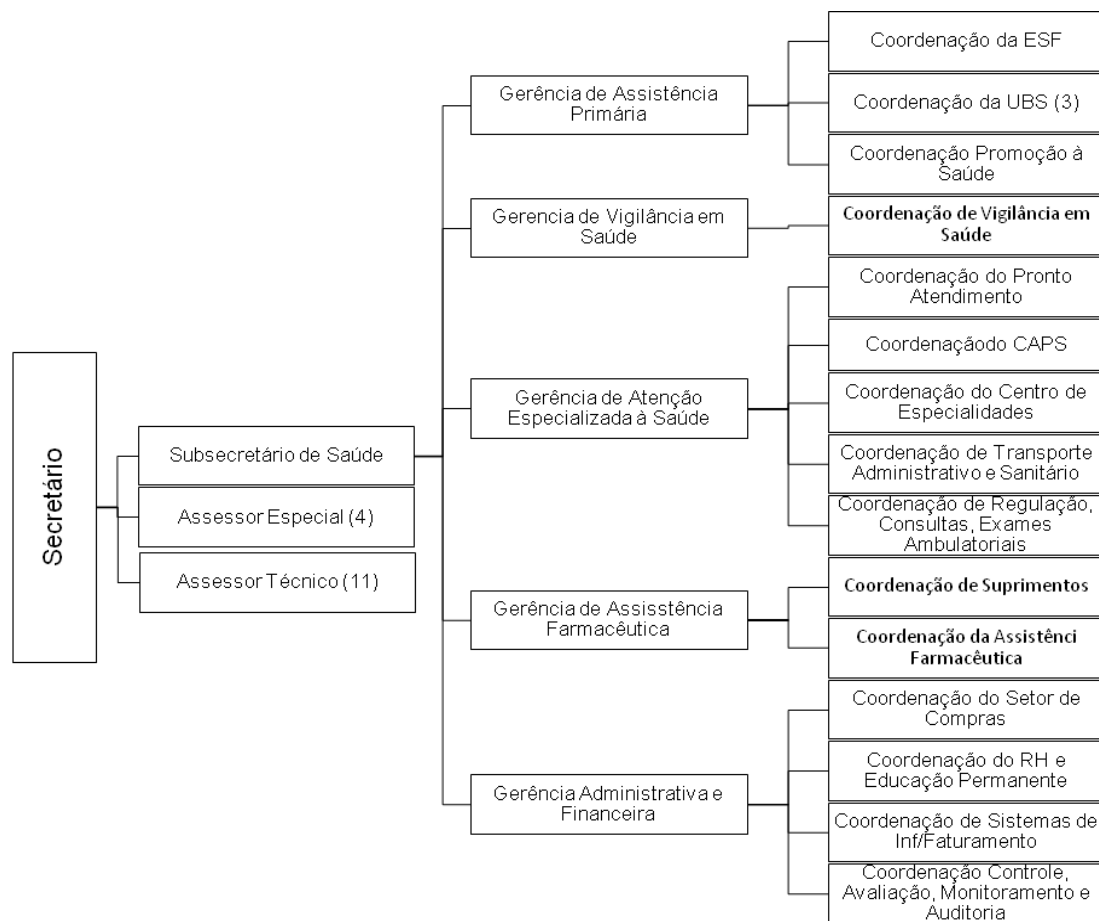 Secretário
Subsecretário de Saúde
Assessor Especial (4)
Assessor Técnico (11)
Gerência de Assistência
Primária
Gerencia de Vigilância em
Saúde
Gerência de Atenção
Especializada à Saúde
Gerência de Assisstência
Farmacêutica
Gerência Administrativa e
Financeira
Coordenação da ESF
Coordenação da UBS (3)
Coordenação Promoção à
Saúde
Coordenação de Vigilância em
Saúde
Coordenação do Pronto
Atendimento
Coordenaçãodo CAPS
Coordenação do Centro de
Especialidades
Coordenação de Transporte
Administrativo e Sanitário
Coordenação de Regulação,
Consultas, Exames
Ambulatoriais
Coordenação de Suprimentos
Coordenação da Assistênci
Farmacêutica
Coordenação do Setor de
Compras
Coordenação do RH e
Educação Permanente
Coordenação de Sistemas de
Inf/Faturamento
Coordenação Controle,
Avaliação, Monitoramento e
Auditoria